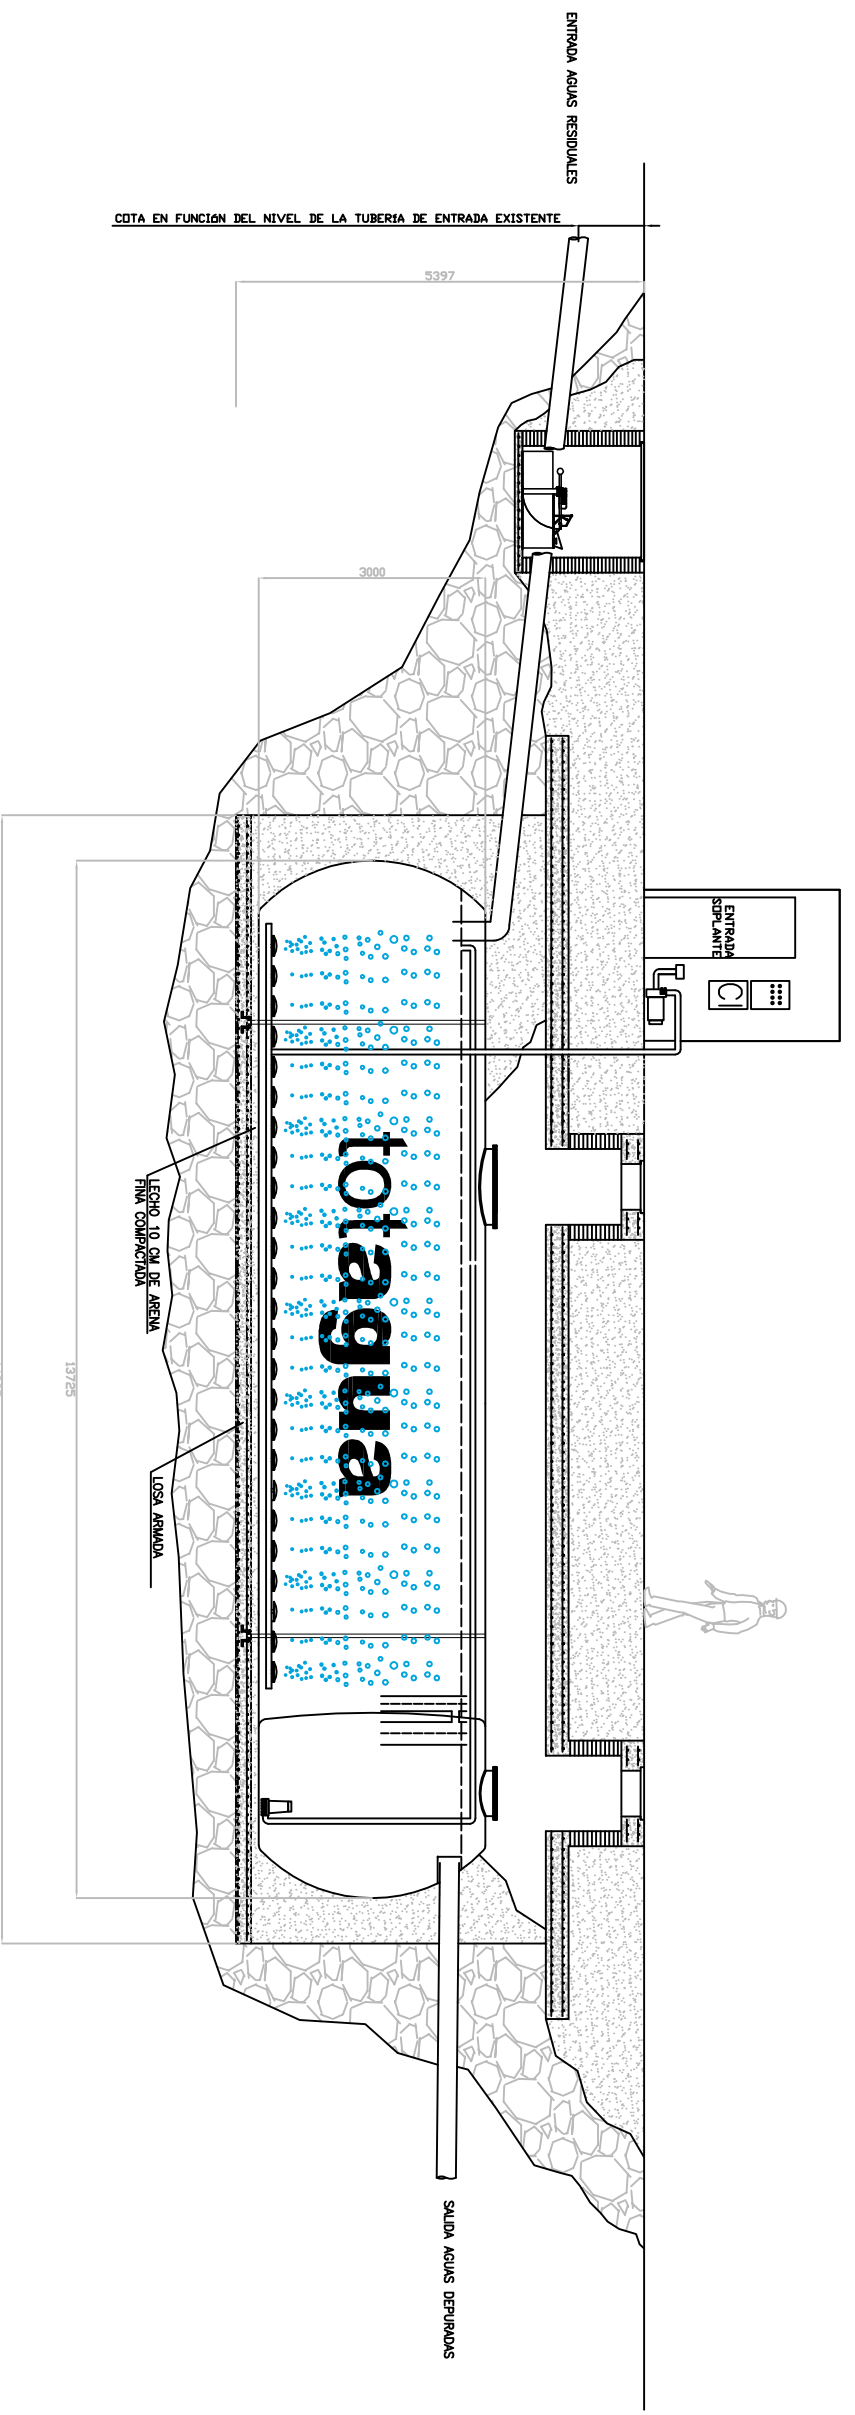 ENTRADA AGUAS RESIDUALES
COTA EN FUNCIóN DEL NIVEL DE LA TUBERíA DE ENTRADA EXISTENTE
5397
3000
ENTRADA
SOPLANTE
totagua
LECHO 10 CM DE ARENA
FINA COMPACTADA
LOSA ARMADA
13725
SALIDA AGUAS DEPURADAS